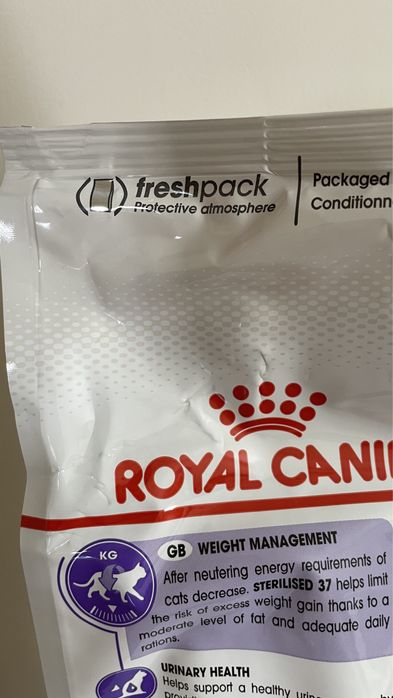 freshpack
Protective atmosphere
Packaged
Conditionn
ROYAL CANI
KG
GB WEIGHT MANAGEMENT
After neutering energy requirements of
cats decrease. STERILISED 37 helps limit
the risk of excess weight gain thanks to a
moderate level of fat and adequate daily
rations.
URINARY HEALTH
Helps support a healthy urin